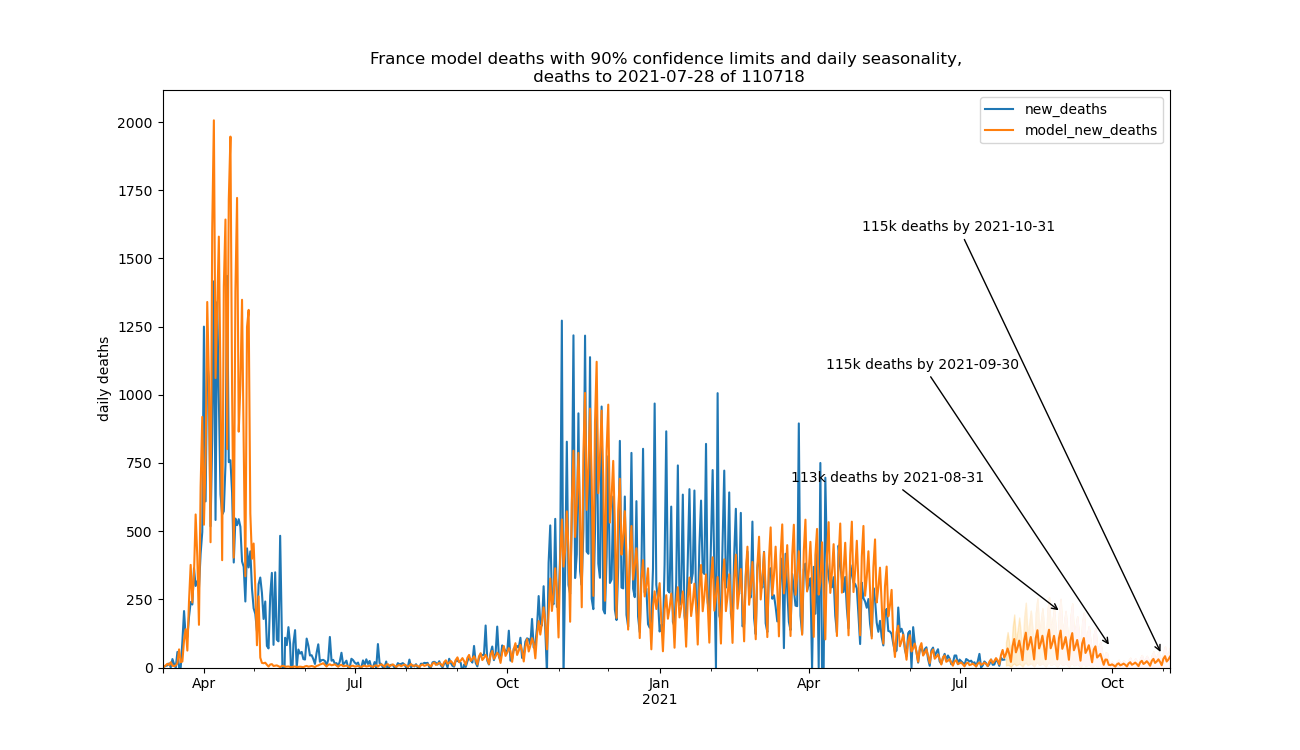 France model deaths with 90% confidence limits and daily seasonality,
deaths to 2021-07-28 of 110718
new_deaths
model_new_deaths
daily deaths
2000
1750
1500
1250
1000
750
500
250
0
115k deaths by 2021-10-31
115k deaths by 2021-09-30
113k deaths by 2021-08-31
Apr Jul Oct Jan Apr Jul Oct
2021